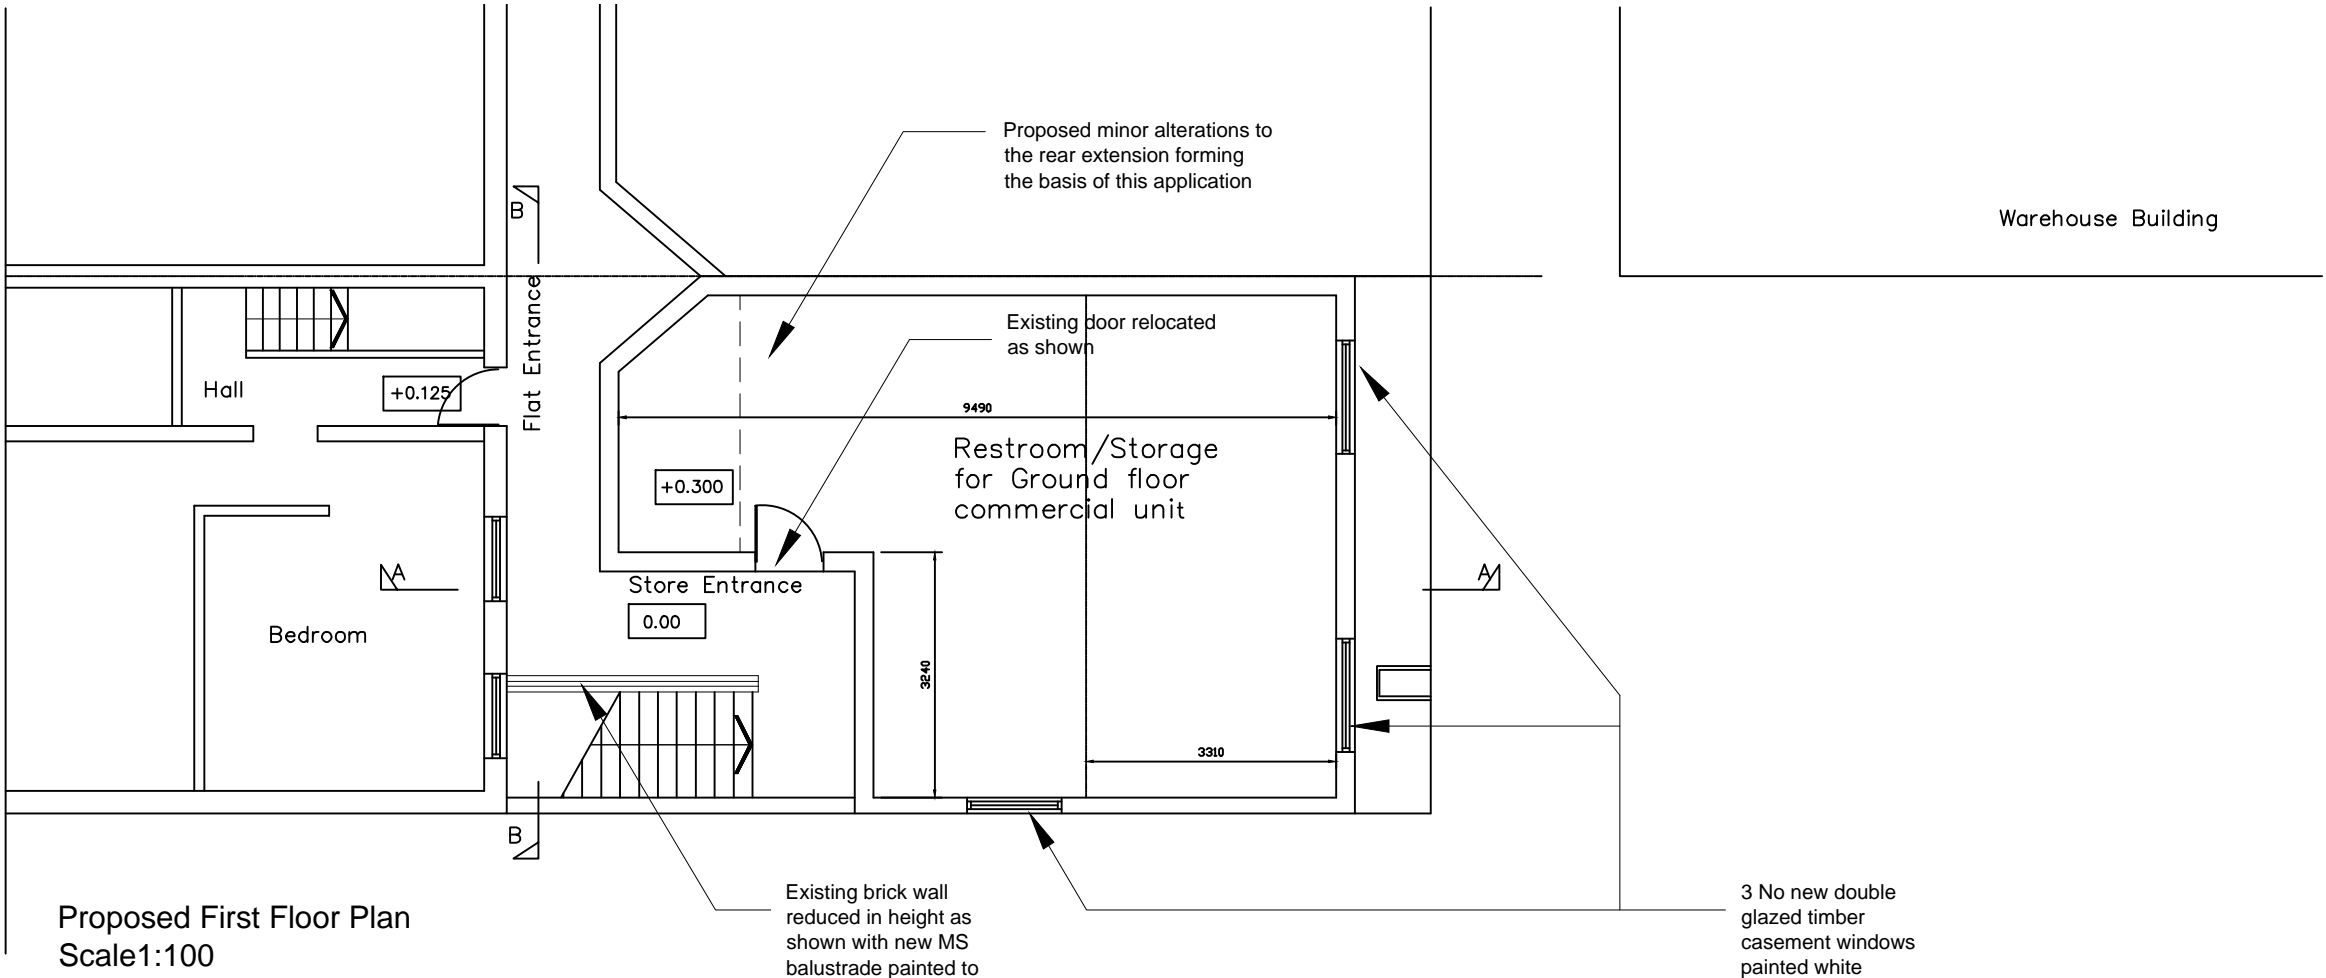 Proposed minor alterations to
the rear extension forming
the basis of this application
B
Warehouse Building
Flat Entrance
Existing door relocated
as shown
Hall
+0.125
9490
Restroom/Storage
for Ground floor
commercial unit
+0.300
A
A
Store Entrance
0.00
Bedroom
3240
3310
B
Existing brick wall
reduced in height as
shown with new MS
balustrade painted to
3 No new double
glazed timber
casement windows
painted white
Proposed First Floor Plan
Scale1:100